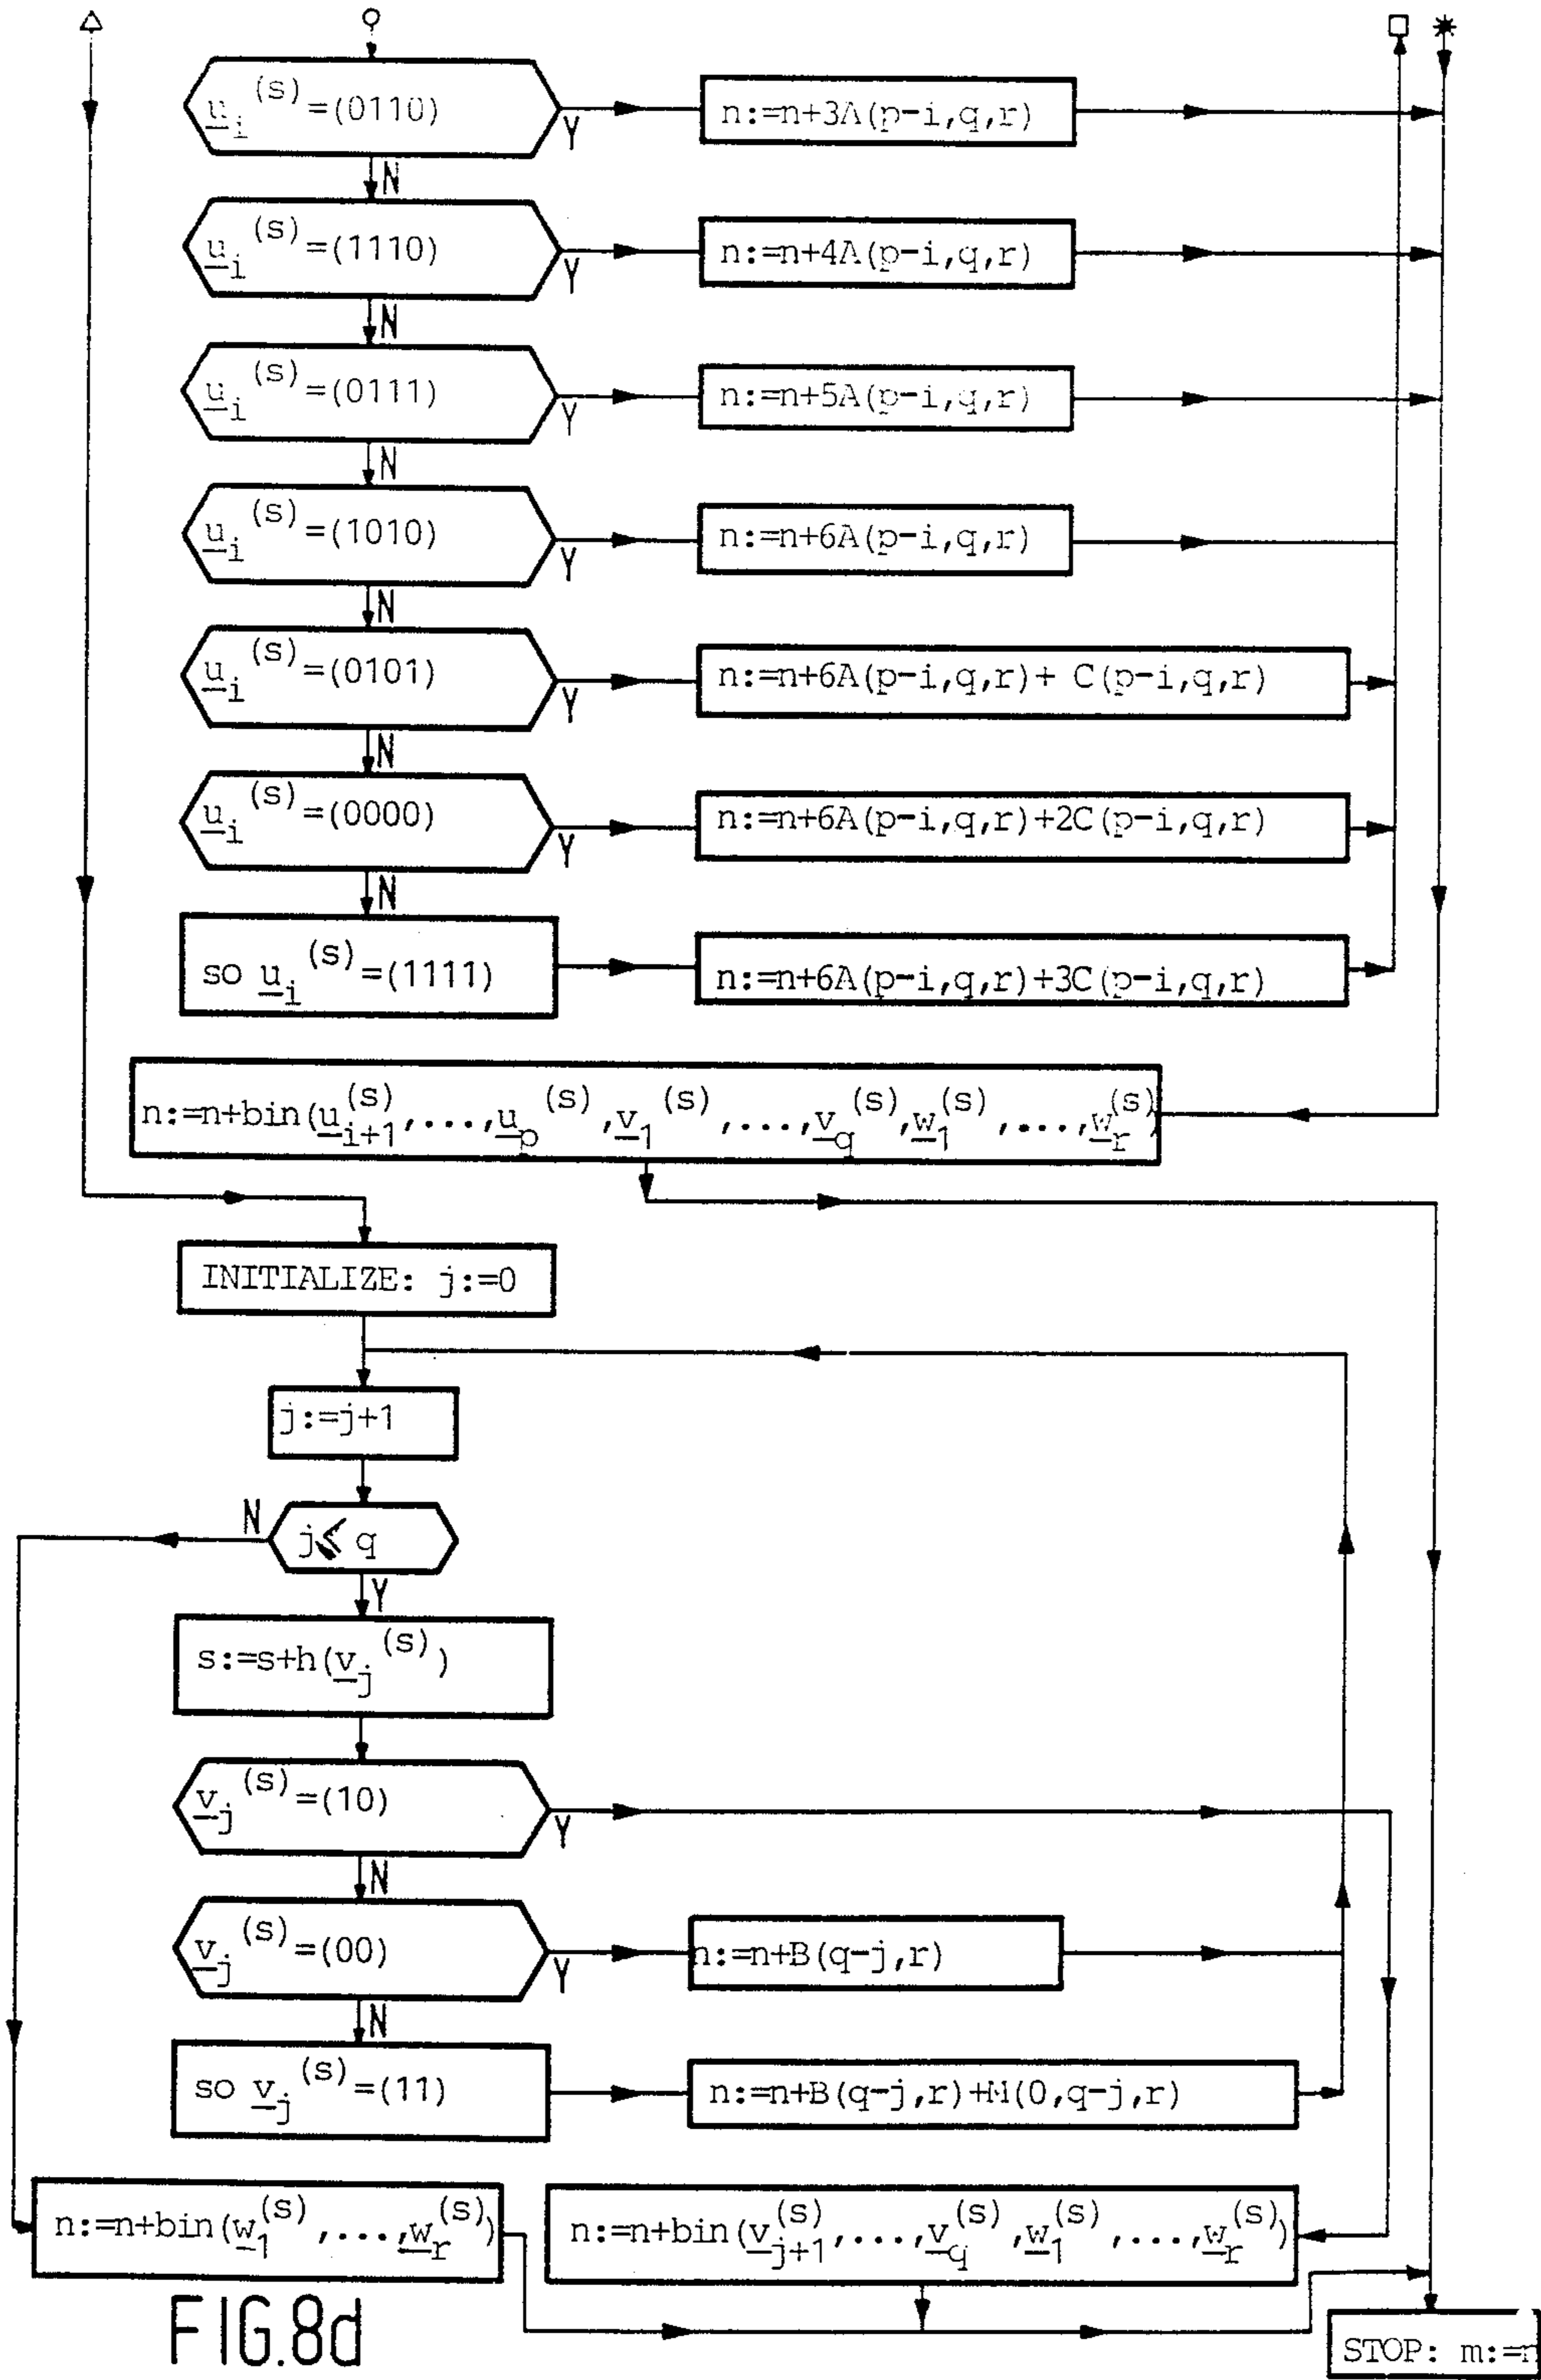 u_i^(s)=(0110)
Y
n:=n+3A(p-i,q,r)
N
u_i^(s)=(1110)
Y
n:=n+4A(p-i,q,r)
N
u_i^(s)=(0111)
Y
n:=n+5A(p-i,q,r)
N
u_i^(s)=(1010)
Y
n:=n+6A(p-i,q,r)
N
u_i^(s)=(0101)
Y
n:=n+6A(p-i,q,r)+ C(p-i,q,r)
N
u_i^(s)=(0000)
Y
n:=n+6A(p-i,q,r)+2C(p-i,q,r)
N
so u_i^(s)=(1111)
n:=n+6A(p-i,q,r)+3C(p-i,q,r)
n:=n+bin(u_i+1^(s),...,u_p^(s),v_1^(s),...,v_q^(s),w_1^(s),...,w_r^(s))
INITIALIZE: j:=0
j:=j+1
N
j≤ q
Y
s:=s+h(v_j^(s))
v_j^(s)=(10)
Y
N
v_j^(s)=(00)
Y
n:=n+B(q-j,r)
N
so v_j^(s)=(11)
n:=n+B(q-j,r)+M(0,q-j,r)
n:=n+bin(w_1^(s),...,w_r^(s))
n:=n+bin(v_j+1^(s),...,v_q^(s),w_1^(s),...,w_r^(s))
STOP: m:=n
FIG.8d